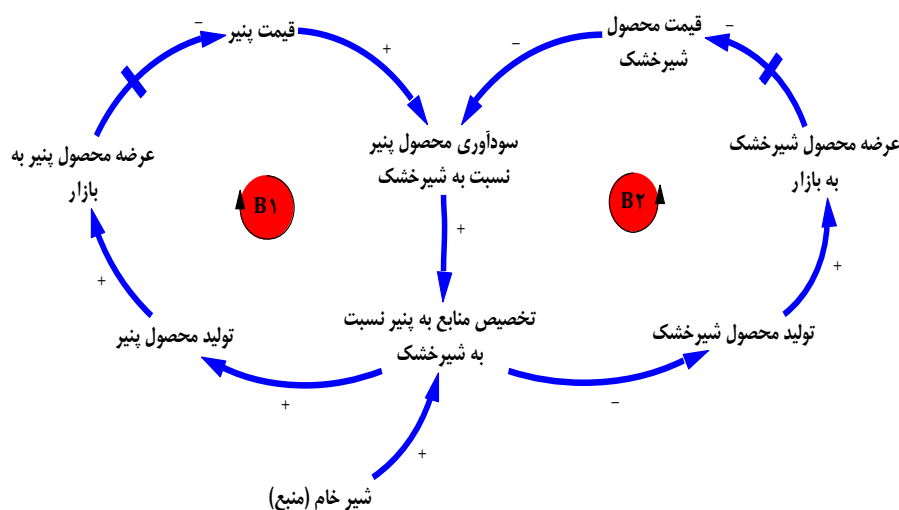 قیمت محصول
شیرخشک
قیمت پنیر
–
–
+
–
سودآوری محصول پنیر
نسبت به شیرخشک
عرضه محصول شیرخشک
به بازار
عرضه محصول پنیر به
بازار
B۲
B۱
+
+
+
تخصیص منابع به پنیر نسبت
به شیرخشک
تولید محصول شیرخشک
تولید محصول پنیر
–
+
+
شیر خام (منبع)